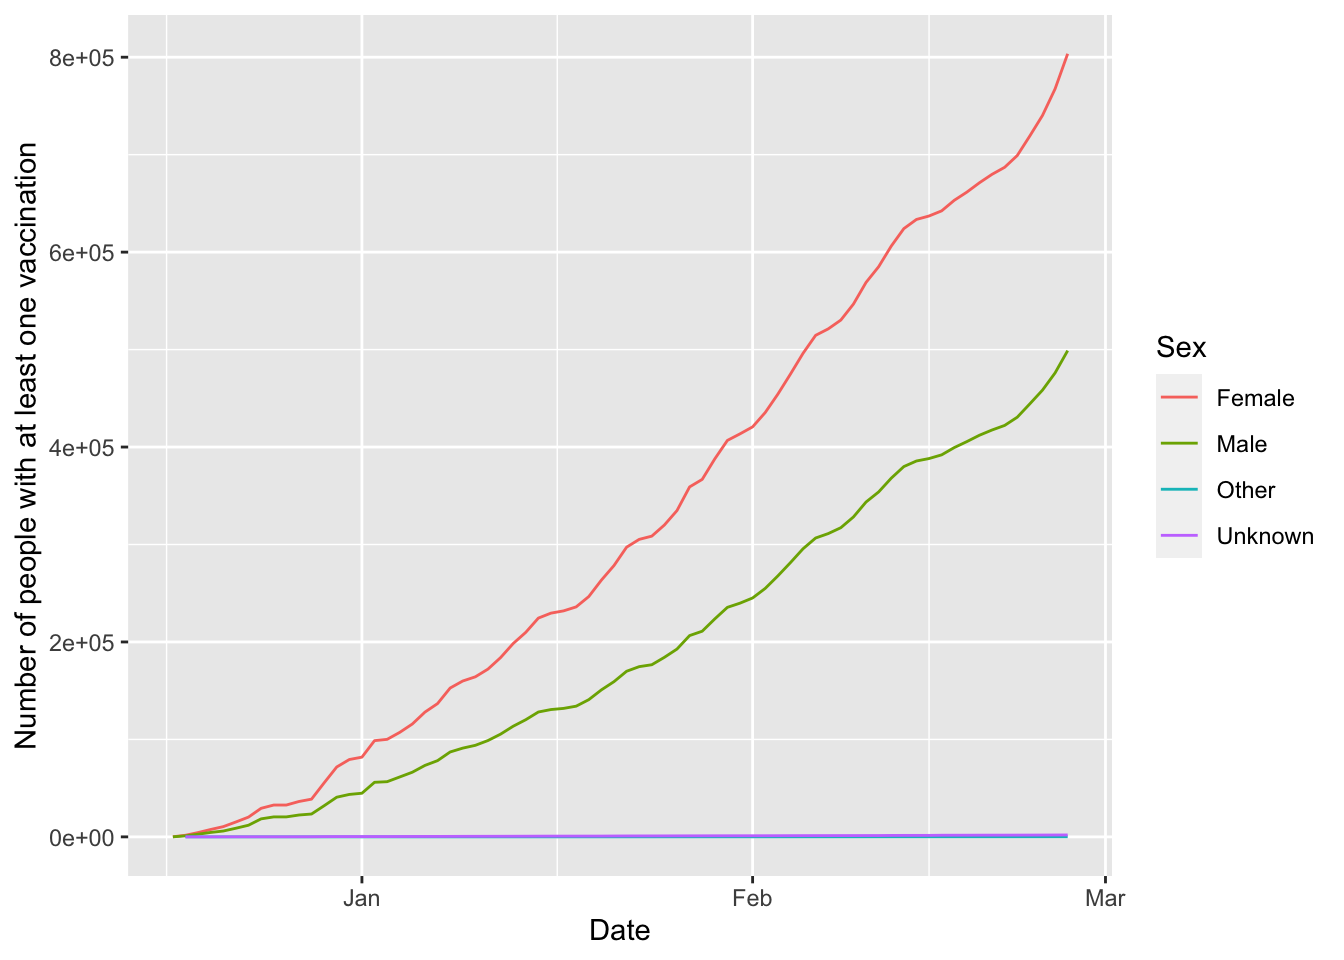 Number of people with at least one vaccination
8e+05
6e+05
4e+05
2e+05
0e+00
Jan
Feb
Mar
Date
Sex
Female
Male
Other
Unknown